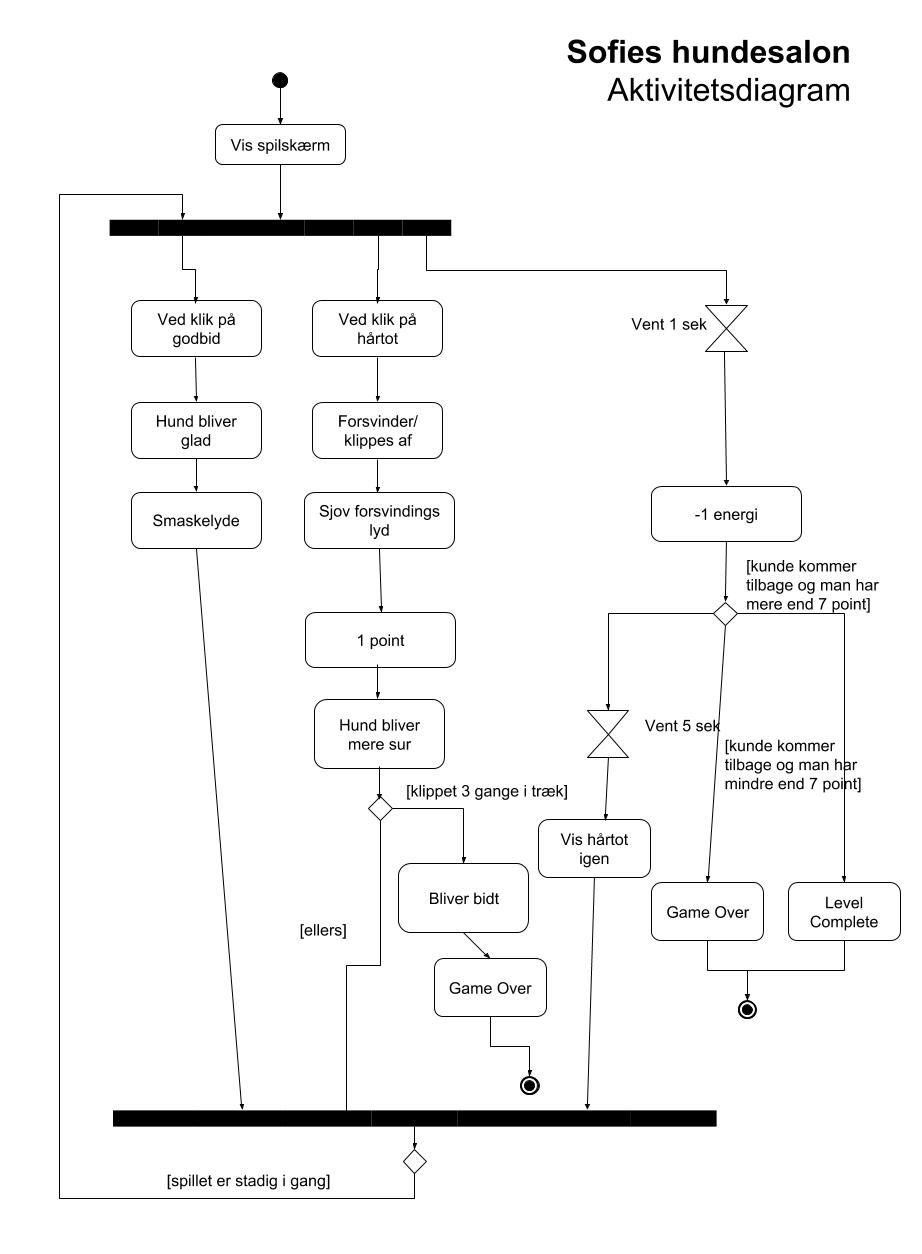 Sofies hundesalon
Aktivitetsdiagram
Vis spilskærm
Ved klik på
godbid
Ved klik på
hårtot
Vent 1 sek
Hund bliver
glad
Forsvinder/
klippes af
Smaskelyde
Sjov forsvindings
lyd
-1 energi
[kunde kommer
tilbage og man har
mere end 7 point]
1 point
Hund bliver
mere sur
Vent 5 sek
[kunde kommer
tilbage og man har
mindre end 7 point]
[klippet 3 gange i træk]
Vis hårtot
igen
Bliver bidt
Game Over
Level
Complete
[ellers]
Game Over
[spillet er stadig i gang]